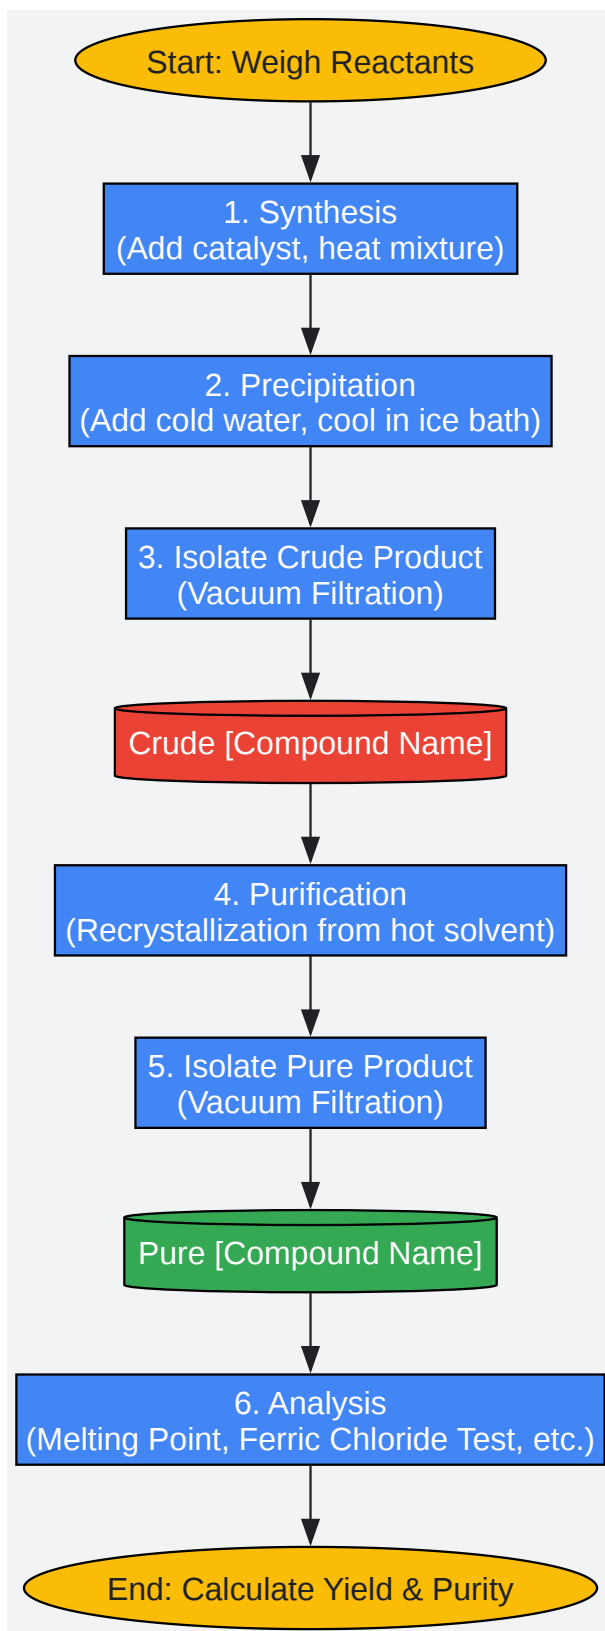 Start: Weigh Reactants
1. Synthesis
(Add catalyst, heat mixture)
2. Precipitation
(Add cold water, cool in ice bath)
3. Isolate Crude Product
(Vacuum Filtration)
Crude [Compound Name]
4. Purification
(Recrystallization from hot solvent)
5. Isolate Pure Product
(Vacuum Filtration)
Pure [Compound Name]
6. Analysis
(Melting Point, Ferric Chloride Test, etc.)
End: Calculate Yield & Purity